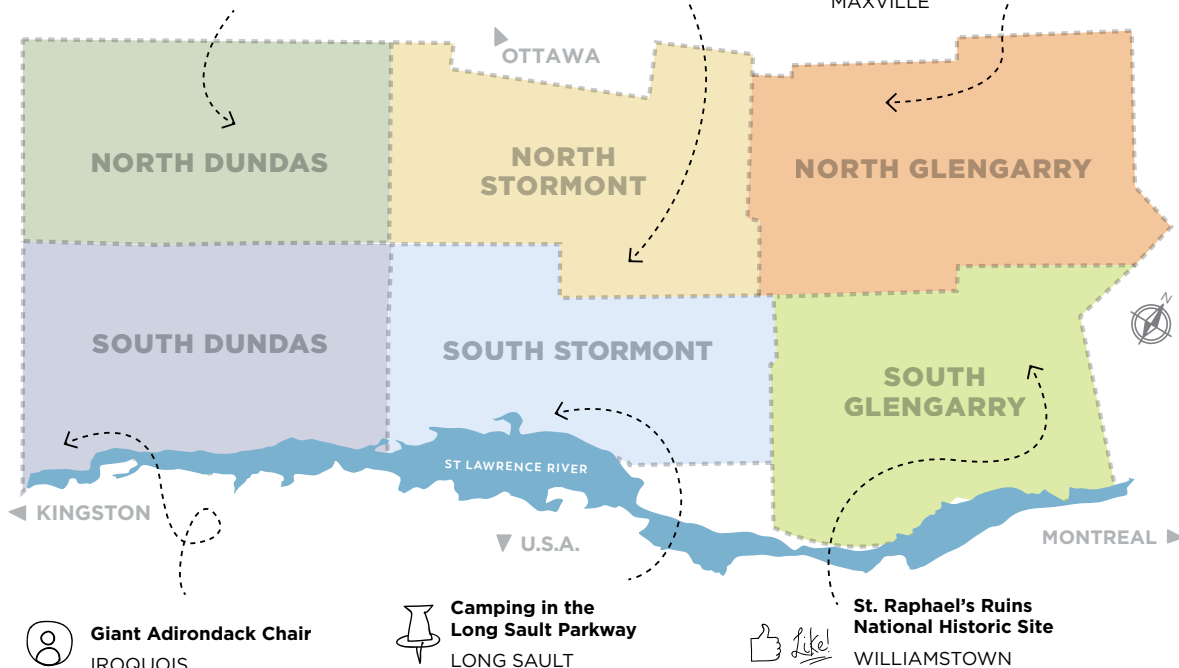 MAXVILLE
OTTAWA
NORTH DUNDAS
NORTH
STORMONT
NORTH GLENGARRY
N
SOUTH DUNDAS
SOUTH STORMONT
SOUTH
GLENGARRY
ST LAWRENCE RIVER
KINGSTON
U.S.A.
MONTREAL
Giant Adirondack Chair
IROQUOIS
Camping in the
Long Sault Parkway
LONG SAULT
Like!
St. Raphael's Ruins
National Historic Site
WILLIAMSTOWN